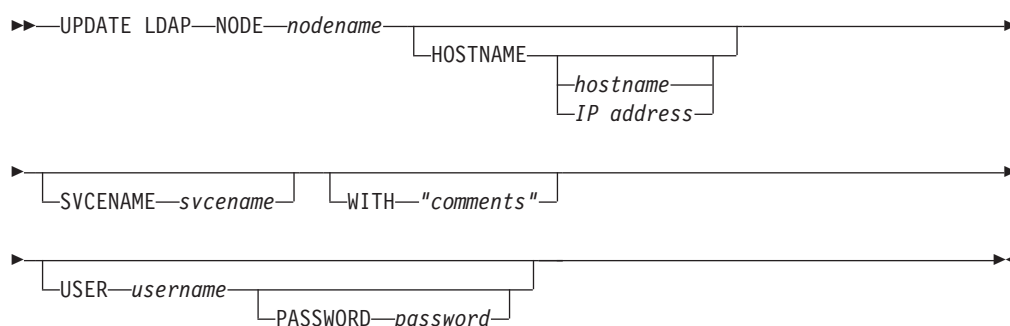 UPDATE LDAP NODE nodename
HOSTNAME
hostname
IP address
SVCENAME svcename WITH "comments"
USER username
PASSWORD password